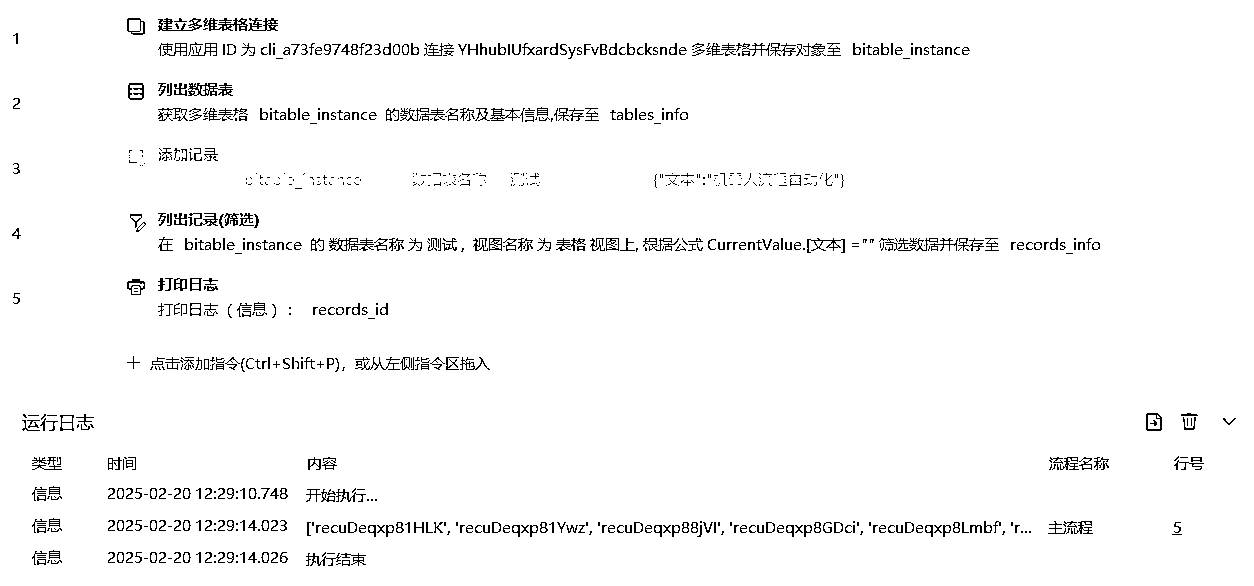 1
建立多维表格连接
使用应用 ID 为 cli_a73fe9748f23d00b 连接 YHhubIUfxardSysFvBdcbcksnde 多维表格并保存对象至 bitable_instance
2
列出数据表
获取多维表格 bitable_instance 的数据表名称及基本信息,保存至 tables_info
3
添加记录
bitable_instance 数据表名称 测试 {"文本":"机器人流程自动化"}
4
列出记录(筛选)
在 bitable_instance 的 数据表名称 为 测试 , 视图名称 为 表格 视图上, 根据公式 CurrentValue.[文本] ="" 筛选数据并保存至 records_info
5
打印日志
打印日志 ( 信息 ) : records_id
+ 点击添加指令(Ctrl+Shift+P)，或从左侧指令区拖入
运行日志
类型 时间 内容 流程名称 行号
信息 2025-02-20 12:29:10.748 开始执行...
信息 2025-02-20 12:29:14.023 ['recuDeqxp81HLK', 'recuDeqxp81Ywz', 'recuDeqxp88jVI', 'recuDeqxp8GDci', 'recuDeqxp8Lmbf', 'r... 主流程 5
信息 2025-02-20 12:29:14.026 执行结束